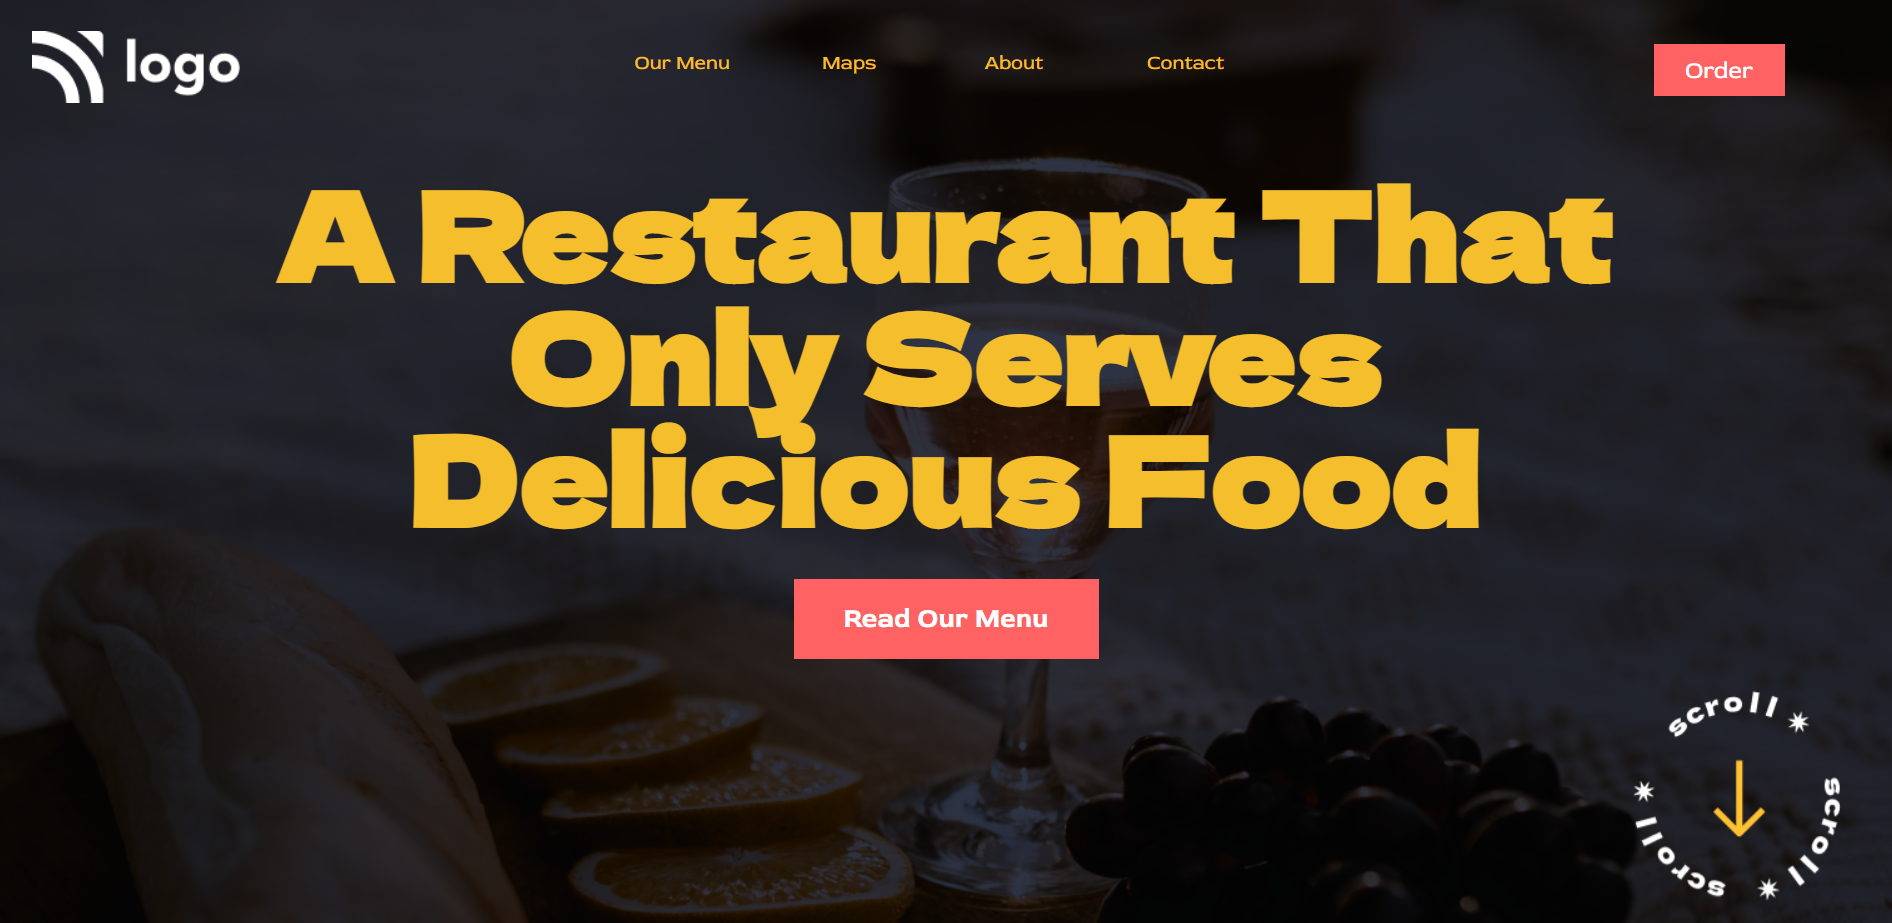 logo
Our Menu
Maps
About
Contact
Order
A Restaurant That
Only Serves
Delicious Food
Read Our Menu
scroll
scroll
scroll